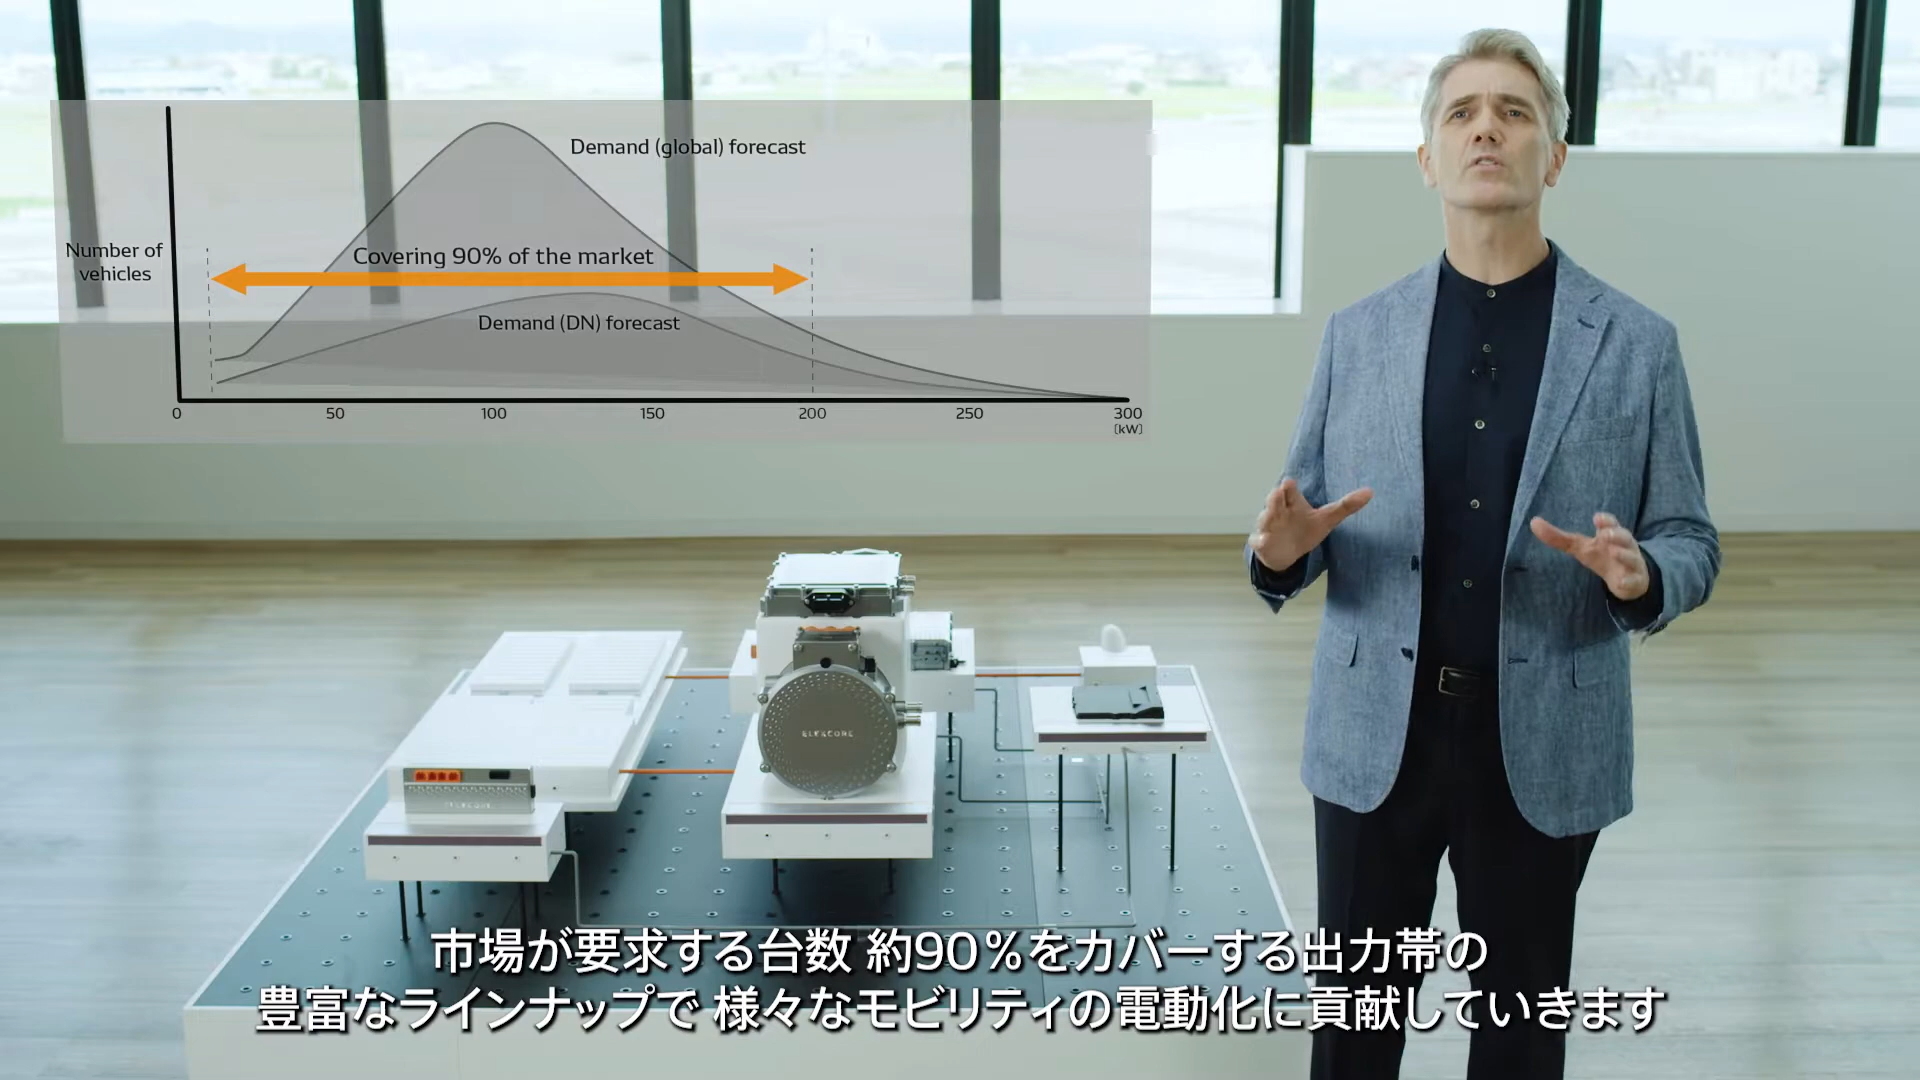 Demand (global) forecast
Number of
vehicles
Covering 90% of the market
Demand (DN) forecast
0 50 100 150 200 250 300
(kW)
ELEXCORE
ELEXCORE
市場が要求する台数 約90％をカバーする出力帯の
豊富なラインナップで 様々なモビリティの電動化に貢献していきます